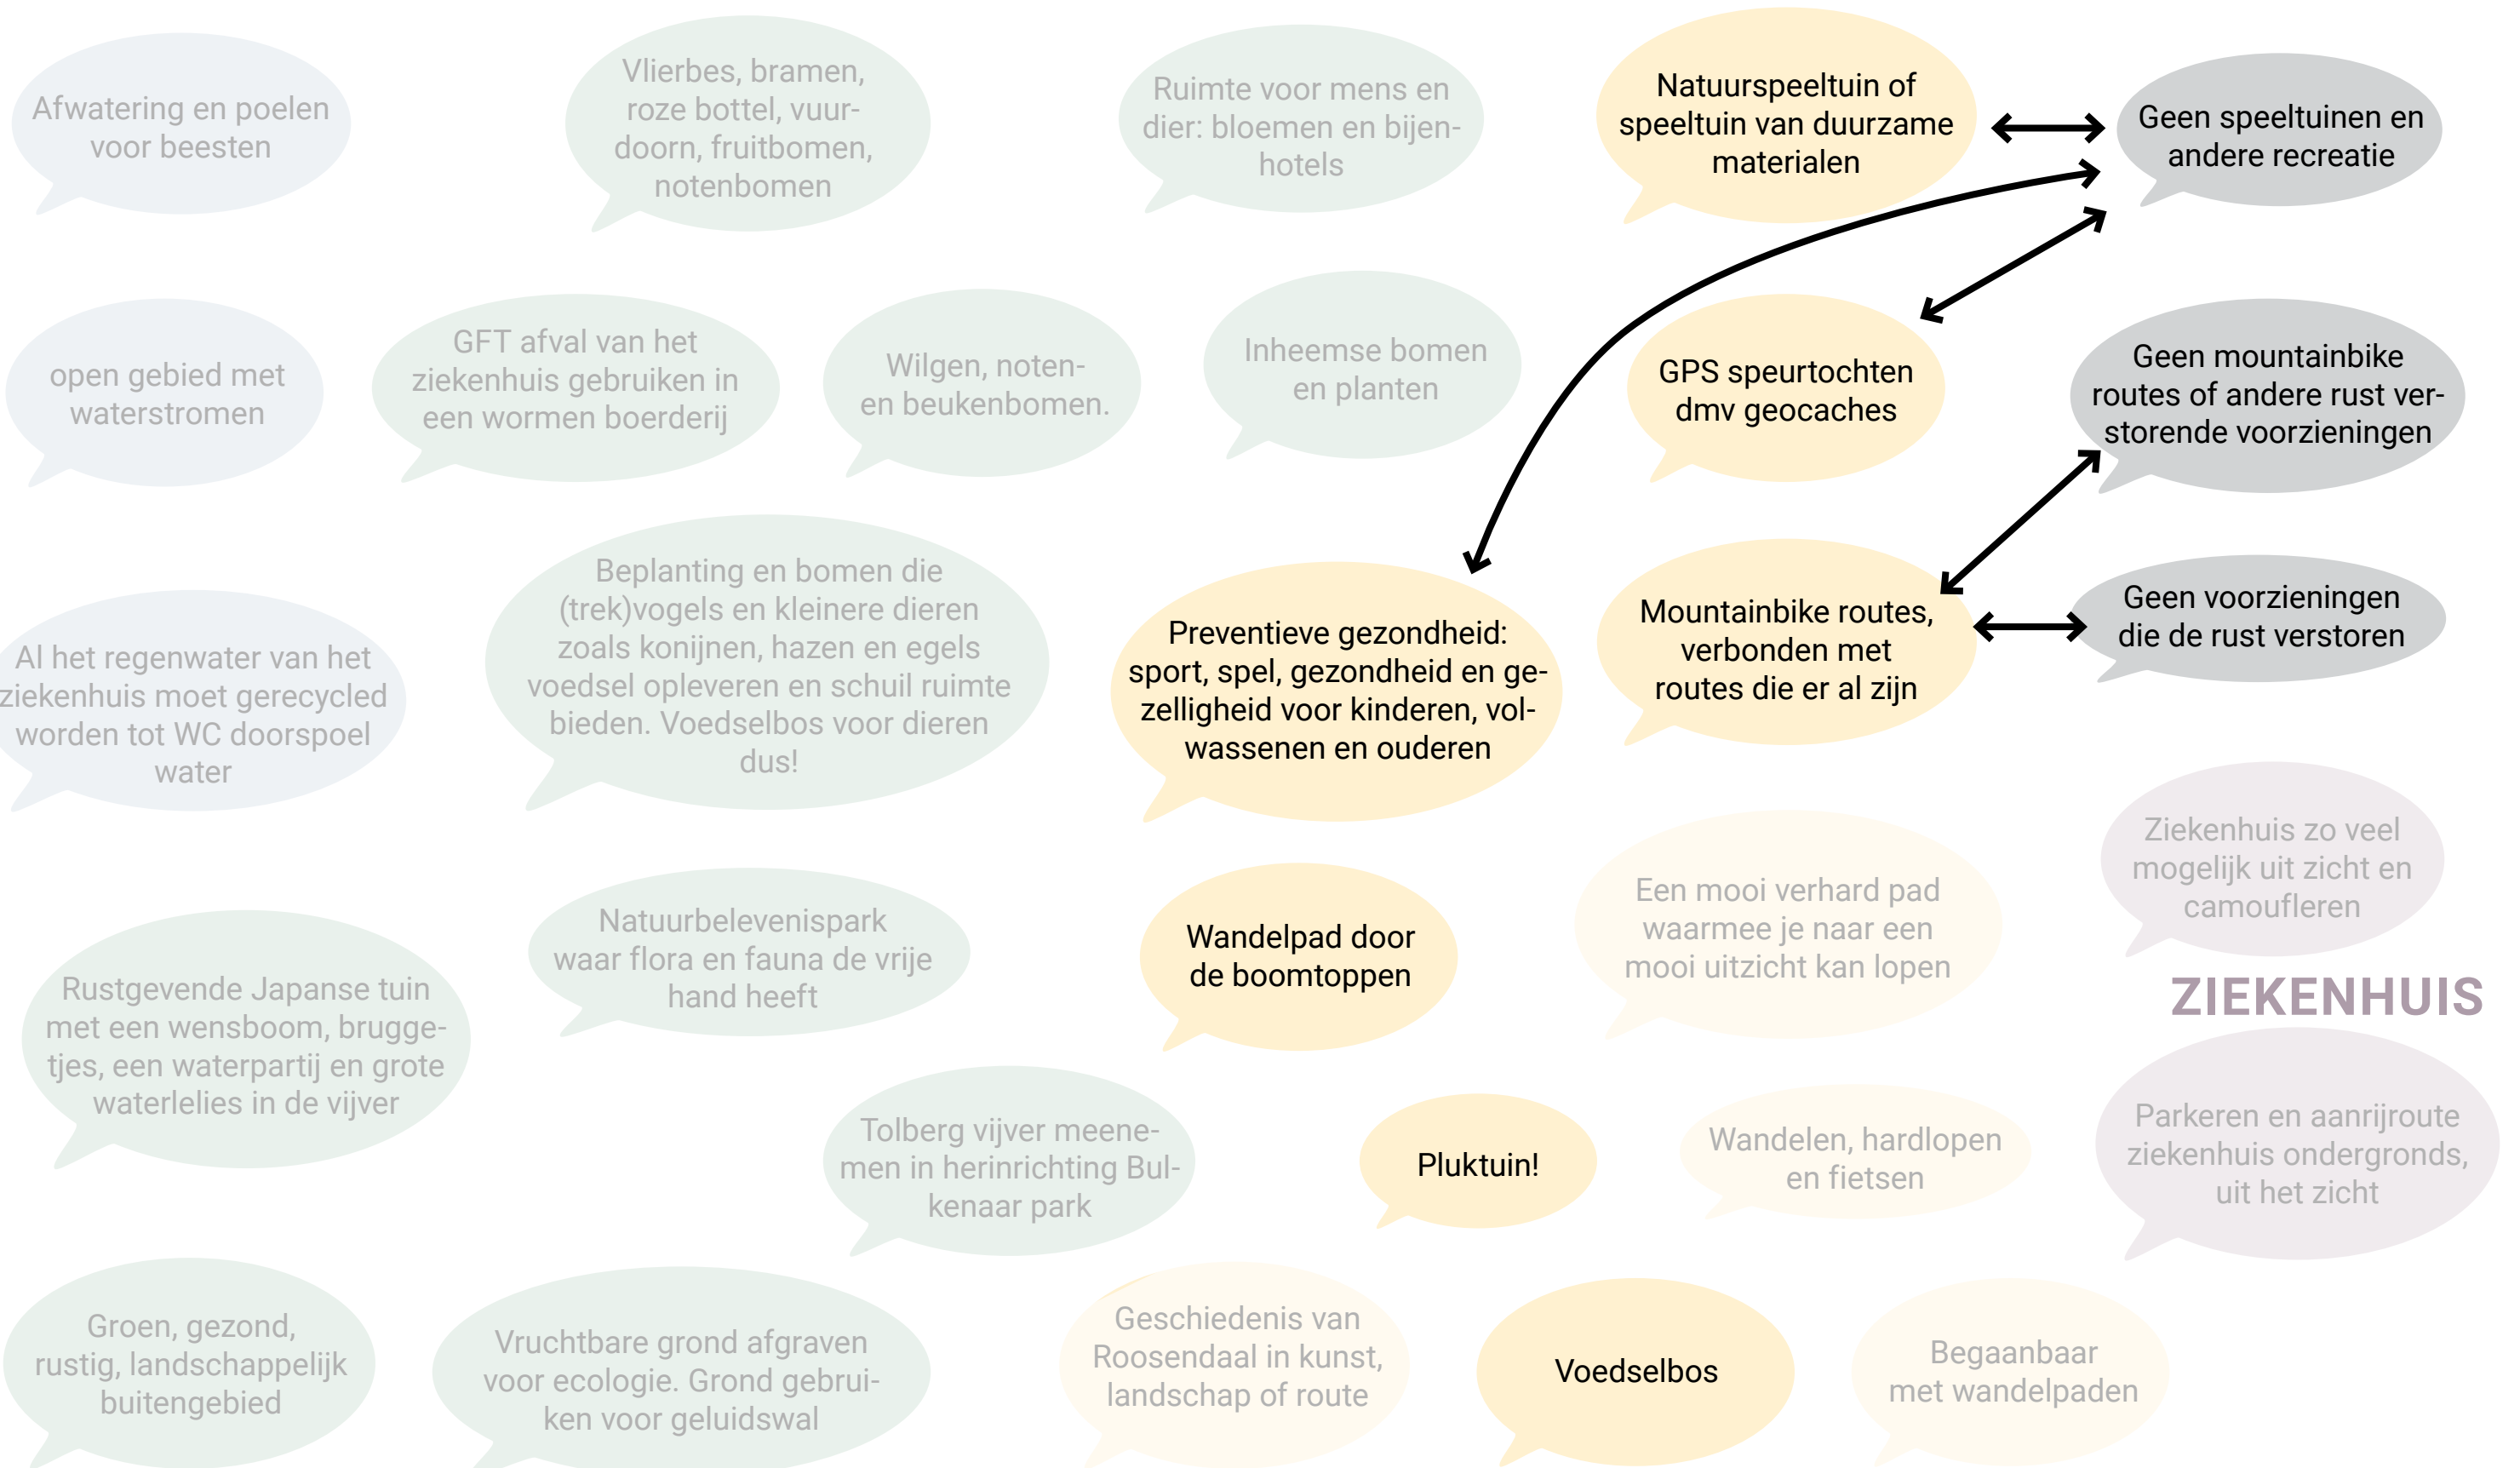 Afwatering en poelen
voor beesten
Vlierbes, bramen,
roze bottel, vuur-
doorn, fruitbomen,
notenbomen
Ruimte voor mens en
dier: bloemen en bijen-
hotels
Natuurspeeltuin of
speeltuin van duurzame
materialen
Geen speeltuinen en
andere recreatie
open gebied met
waterstromen
GFT afval van het
ziekenhuis gebruiken in
een wormen boerderij
Wilgen, noten-
en beukenbomen.
Inheemse bomen
en planten
GPS speurtochten
dmv geocaches
Geen mountainbike
routes of andere rust ver-
storende voorzieningen
Al het regenwater van het
ziekenhuis moet gerecycled
worden tot WC doorspoel
water
Beplanting en bomen die
(trek)vogels en kleinere dieren
zoals konijnen, hazen en egels
voedsel opleveren en schuil ruimte
bieden. Voedselbos voor dieren
dus!
Preventieve gezondheid:
sport, spel, gezondheid en ge-
zelligheid voor kinderen, vol-
wassenen en ouderen
Mountainbike routes,
verbonden met
routes die er al zijn
Geen voorzieningen
die de rust verstoren
Rustgevende Japanse tuin
met een wensboom, brugge-
tjes, een waterpartij en grote
waterlelies in de vijver
Natuurbelevenispark
waar flora en fauna de vrije
hand heeft
Wandelpad door
de boomtoppen
Een mooi verhard pad
waarmee je naar een
mooi uitzicht kan lopen
Ziekenhuis zo veel
mogelijk uit zicht en
camoufleren
ZIEKENHUIS
Tolberg vijver meene-
men in herinrichting Bul-
kenaar park
Pluktuin!
Wandelen, hardlopen
en fietsen
Parkeren en aanrijroute
ziekenhuis ondergronds,
uit het zicht
Groen, gezond,
rustig, landschappelijk
buitengebied
Vruchtbare grond afgraven
voor ecologie. Grond gebrui-
ken voor geluidswal
Geschiedenis van
Roosendaal in kunst,
landschap of route
Voedselbos
Begaanbaar
met wandelpaden